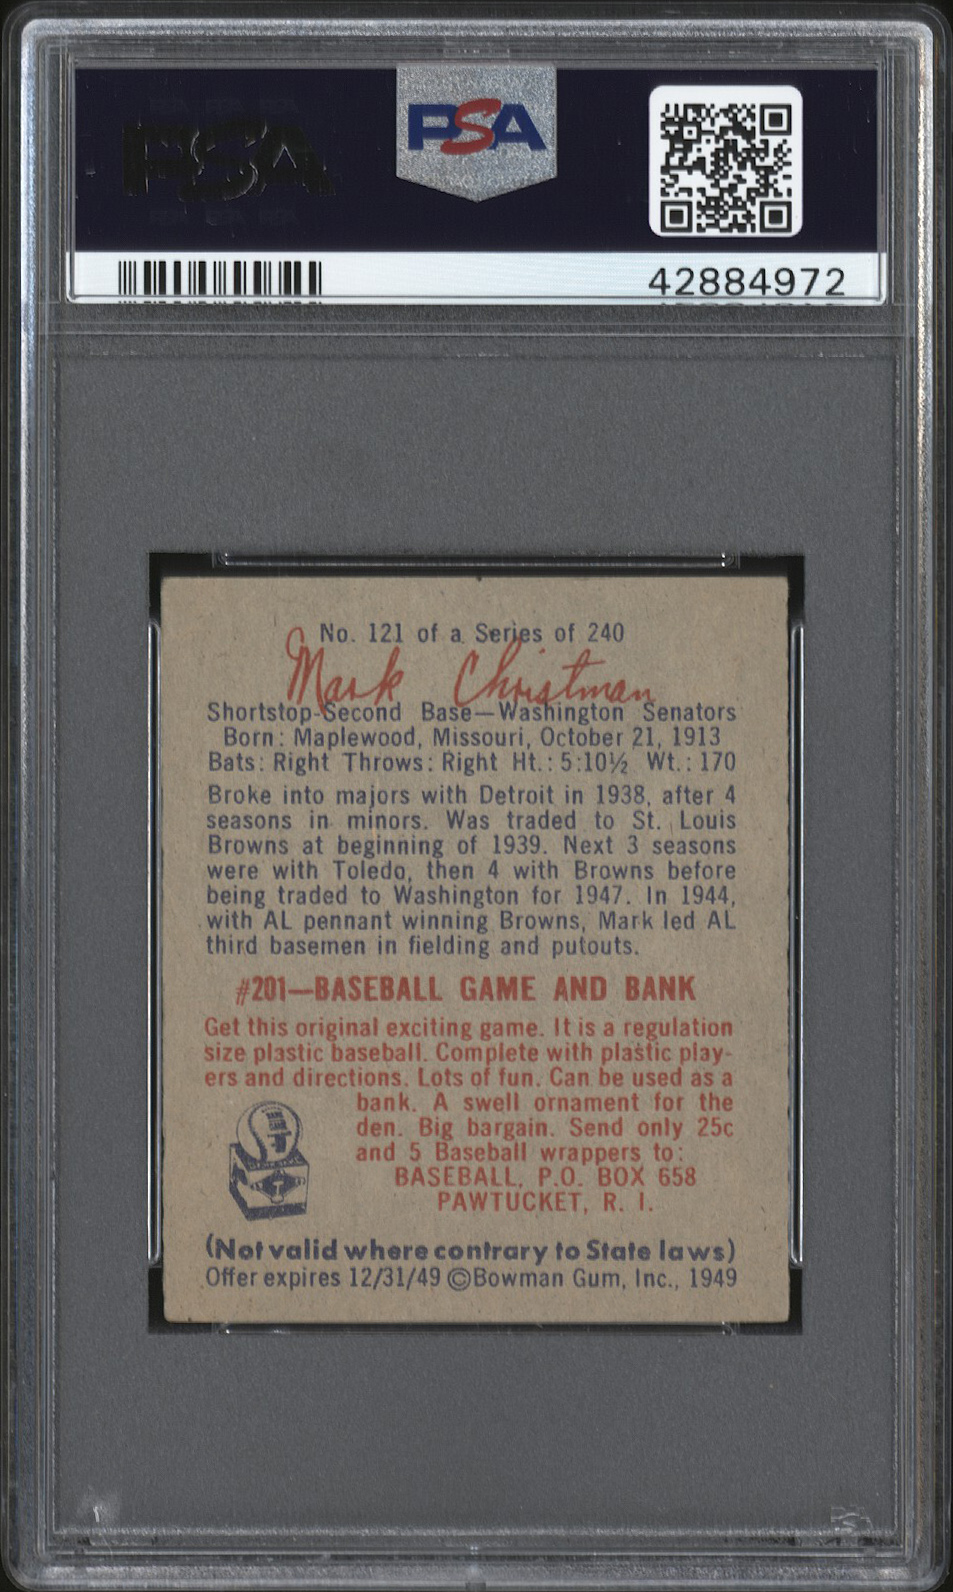 PSA
PSA
42884972
No. 121 of a Series of 240
Mark Christman
Shortstop-Second Base—Washington Senators
Born: Maplewood, Missouri, October 21, 1913
Bats: Right Throws: Right Ht.: 5:10½ Wt.: 170
Broke into majors with Detroit in 1938, after 4
seasons in minors. Was traded to St. Louis
Browns at beginning of 1939. Next 3 seasons
were with Toledo, then 4 with Browns before
being traded to Washington for 1947. In 1944,
with AL pennant winning Browns, Mark led AL
third basemen in fielding and putouts.
#201—BASEBALL GAME AND BANK
Get this original exciting game. It is a regulation
size plastic baseball. Complete with plastic play-
ers and directions. Lots of fun. Can be used as a
bank. A swell ornament for the
den. Big bargain. Send only 25c
and 5 Baseball wrappers to:
BASEBALL, P.O. BOX 658
PAWTUCKET, R. I.
(Not valid where contrary to State laws)
Offer expires 12/31/49 ©Bowman Gum, Inc., 1949